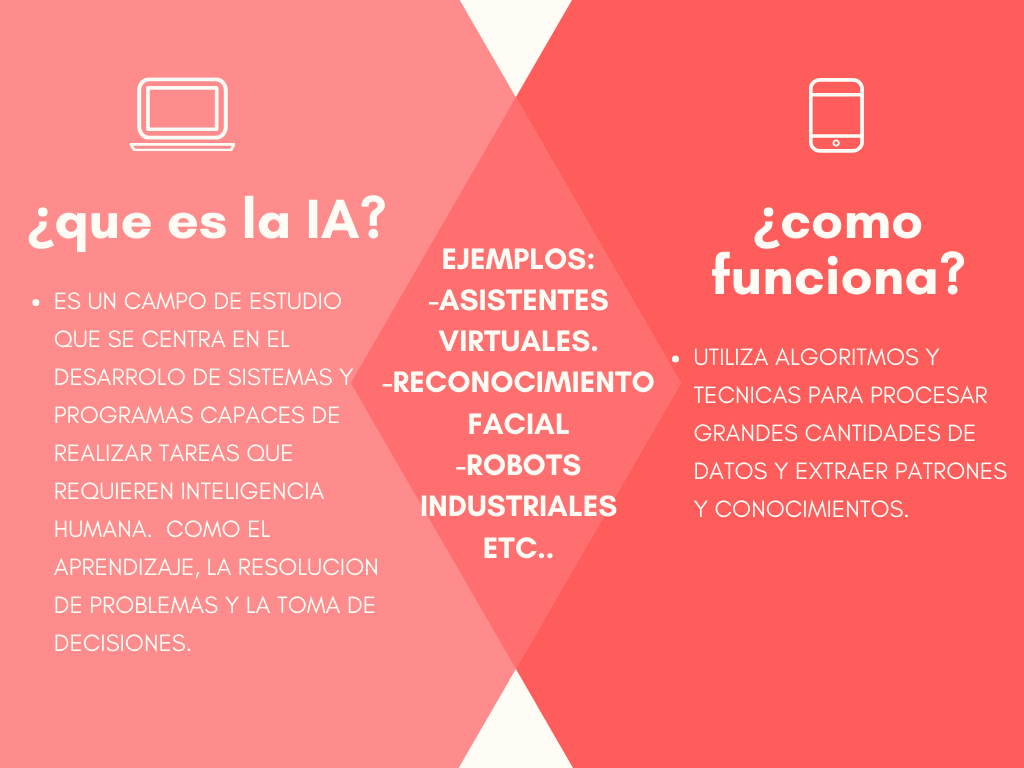 ¿que es la IA?
• ES UN CAMPO DE ESTUDIO
QUE SE CENTRA EN EL
DESARROLO DE SISTEMAS Y
PROGRAMAS CAPACES DE
REALIZAR TAREAS QUE
REQUIEREN INTELIGENCIA
HUMANA.  COMO EL
APRENDIZAJE, LA RESOLUCION
DE PROBLEMAS Y LA TOMA DE
DECISIONES.
EJEMPLOS:
-ASISTENTES
VIRTUALES.
-RECONOCIMIENTO
FACIAL
-ROBOTS
INDUSTRIALES
ETC..
¿como
funciona?
• UTILIZA ALGORITMOS Y
TECNICAS PARA PROCESAR
GRANDES CANTIDADES DE
DATOS Y EXTRAER PATRONES
Y CONOCIMIENTOS.